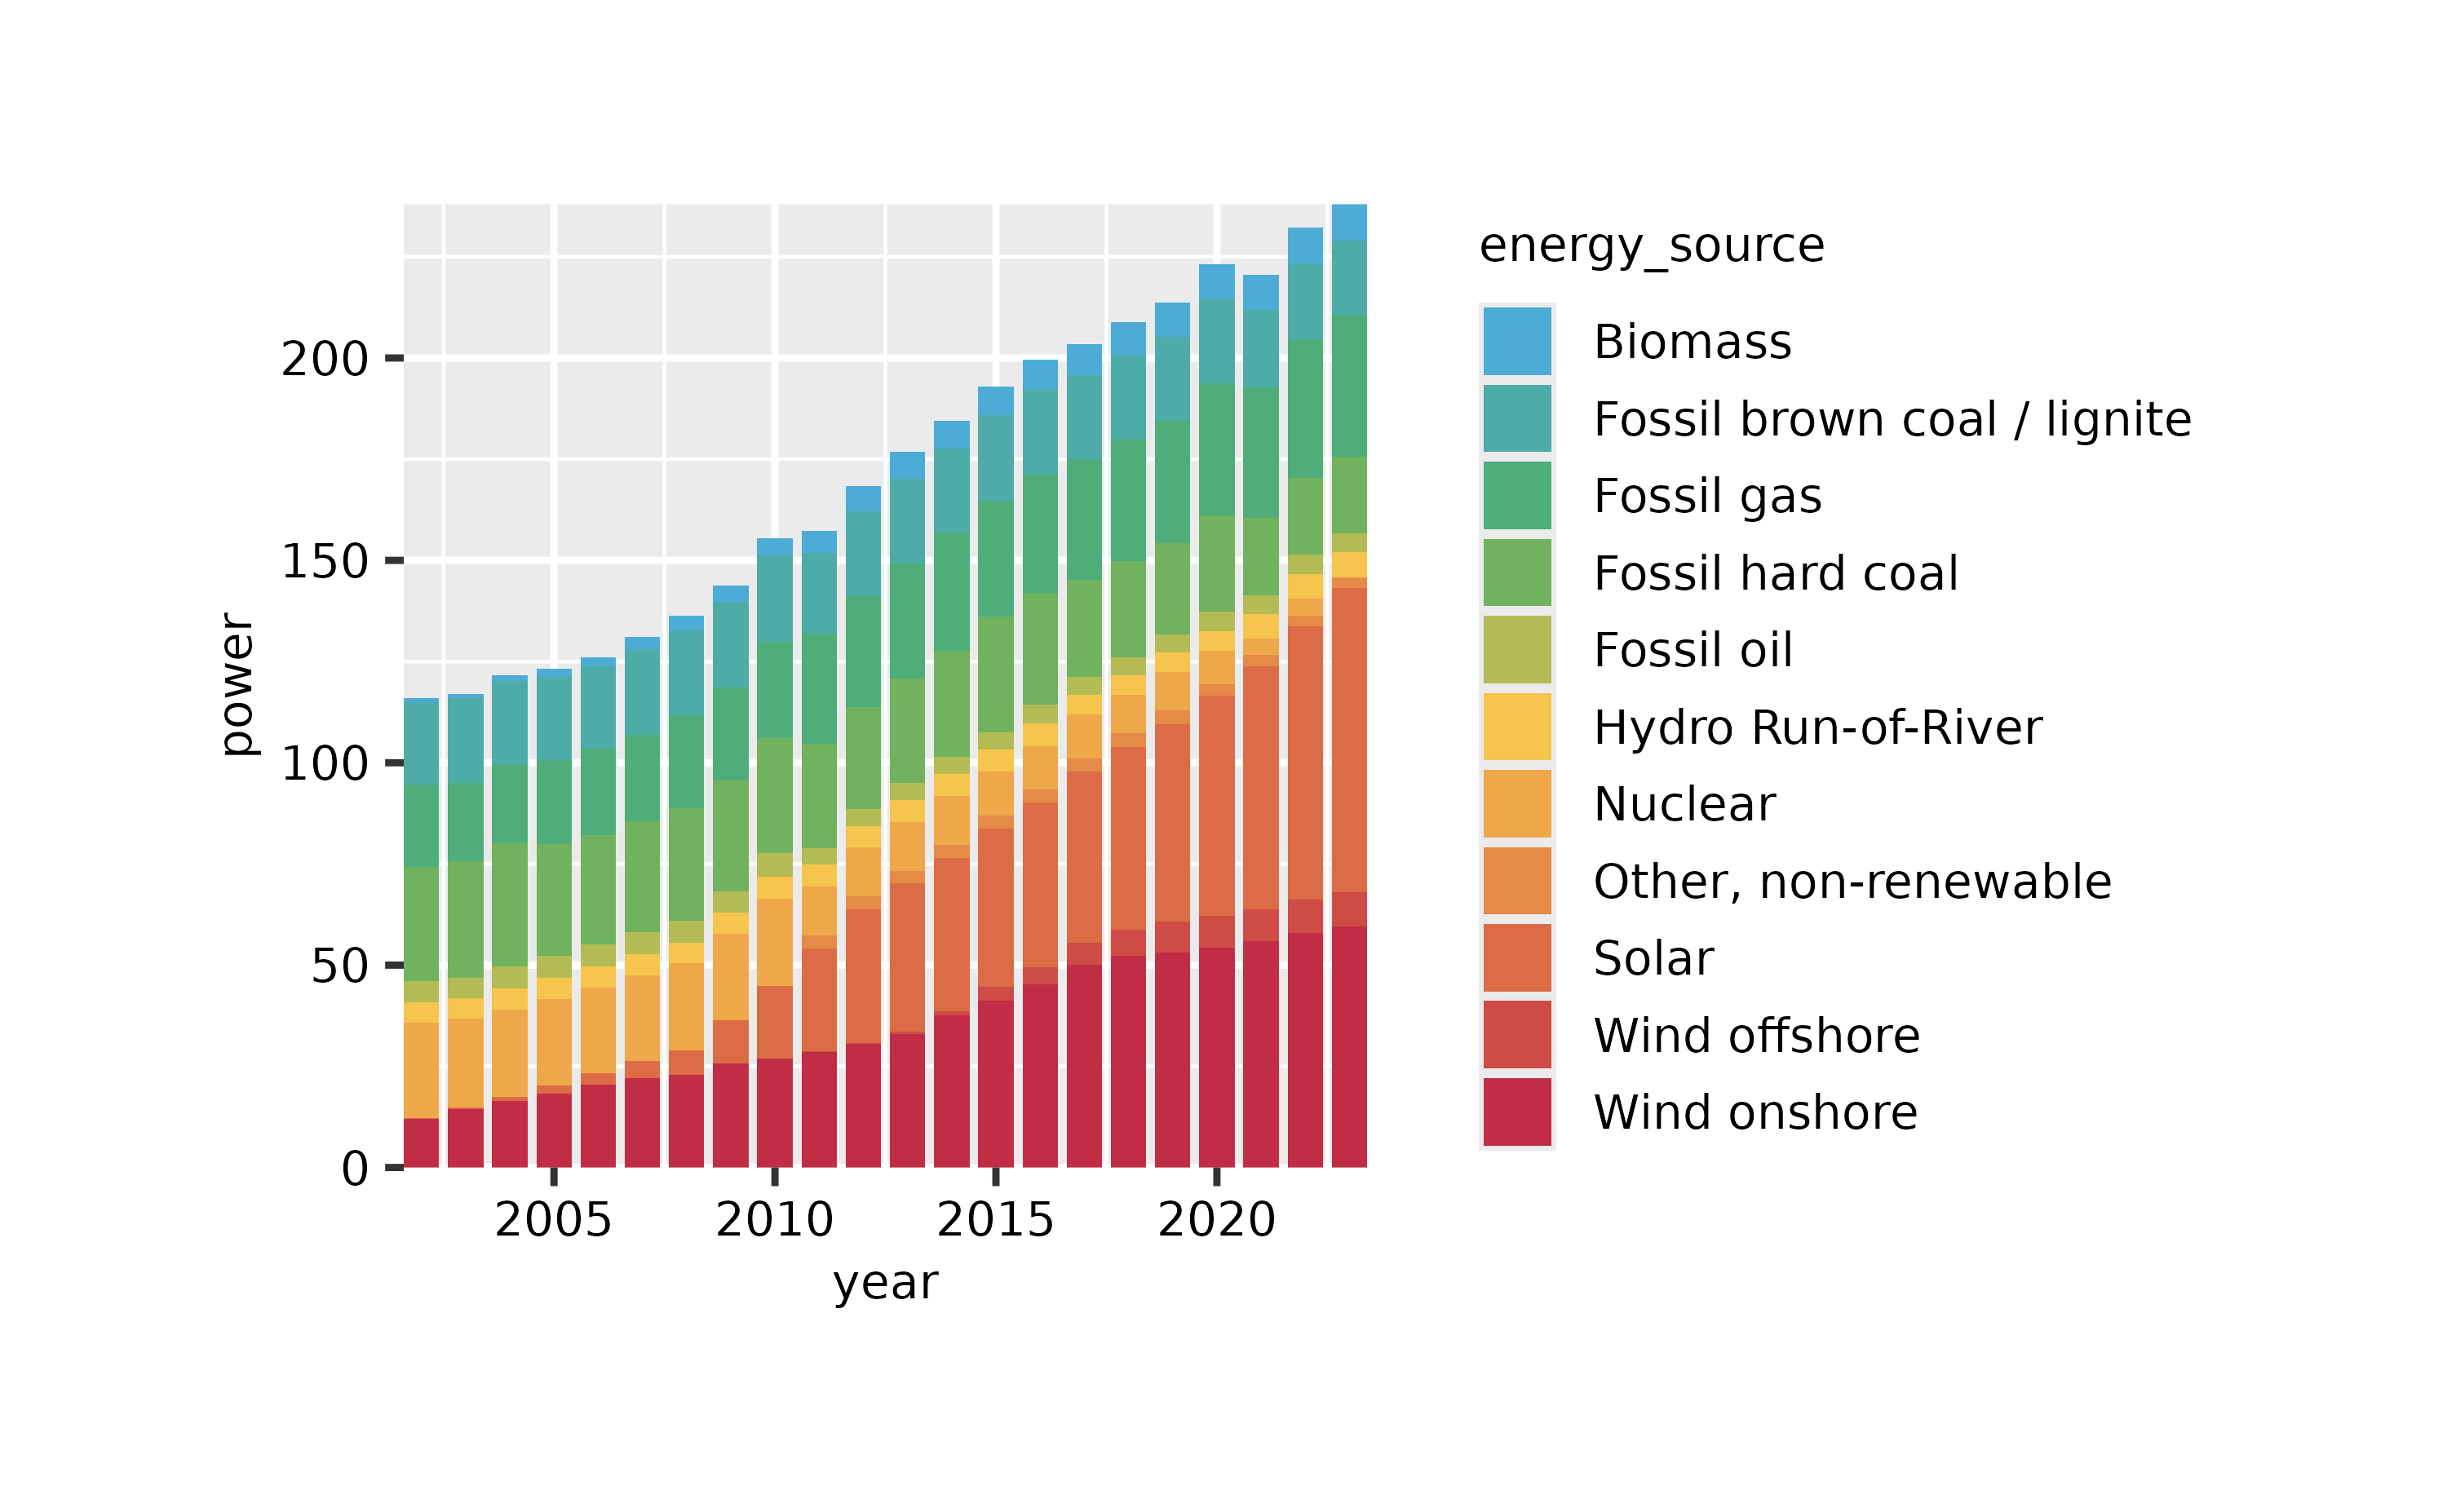 power
200
150
100
50
0
2005 2010 2015 2020
year
energy_source
Biomass
Fossil brown coal / lignite
Fossil gas
Fossil hard coal
Fossil oil
Hydro Run-of-River
Nuclear
Other, non-renewable
Solar
Wind offshore
Wind onshore